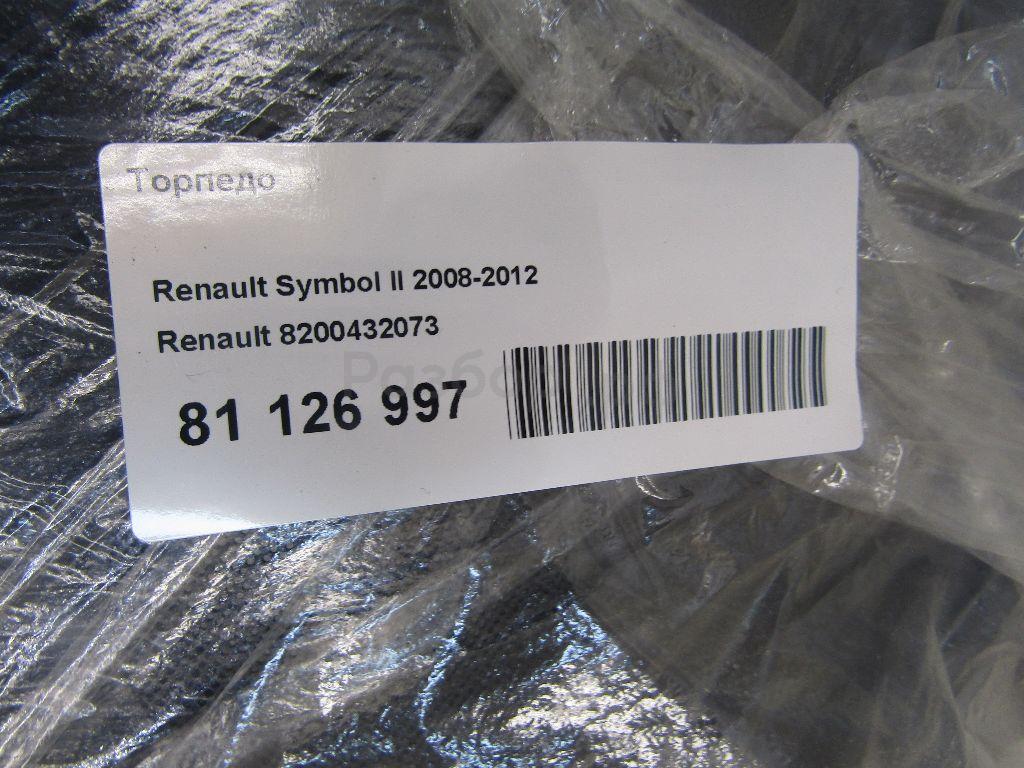 Торпедо
Renault Symbol II 2008-2012
Renault 8200432073
81 126 997